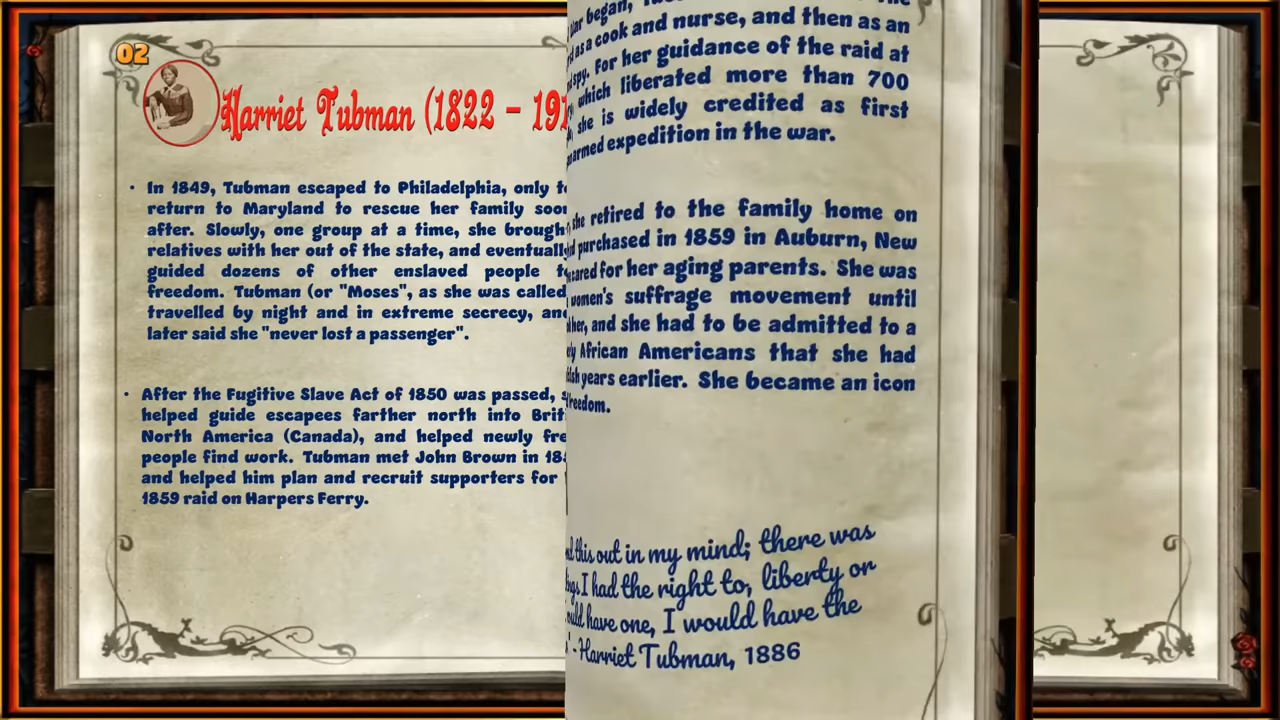 02
Harriet Tubman (1822 - 191
In 1849, Tubman escaped to Philadelphia, only
return to Maryland to rescue her family soon
after. Slowly, one group at a time, she brough
relatives with her out of the state, and eventually
guided dozens of other enslaved people
freedom. Tubman (or "Moses", as she was called
travelled by night and in extreme secrecy, and
later said she "never lost a passenger".
After the Fugitive Slave Act of 1850 was passed,
helped guide escapees farther north into Brit
North America (Canada), and helped newly fre
people find work. Tubman met John Brown in 185
and helped him plan and recruit supporters for
1859 raid on Harpers Ferry.
War began,
as a cook and nurse, and then as an
spy. For her guidance of the raid at
which liberated more than 700
she is widely credited as first
armed expedition in the war.
she retired to the family home on
purchased in 1859 in Auburn, New
cared for her aging parents. She was
women's suffrage movement until
her, and she had to be admitted to a
African Americans that she had
years earlier. She became an icon
freedom.
this out in my mind; there was
I had the right to, liberty or
have one, I would have the
- Harriet Tubman, 1886